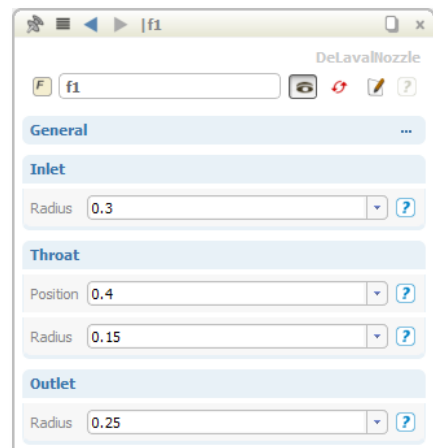 |f1
DeLavalNozzle
F f1 ?
General ...
Inlet
Radius 0.3 ?
Throat
Position 0.4 ?
Radius 0.15 ?
Outlet
Radius 0.25 ?